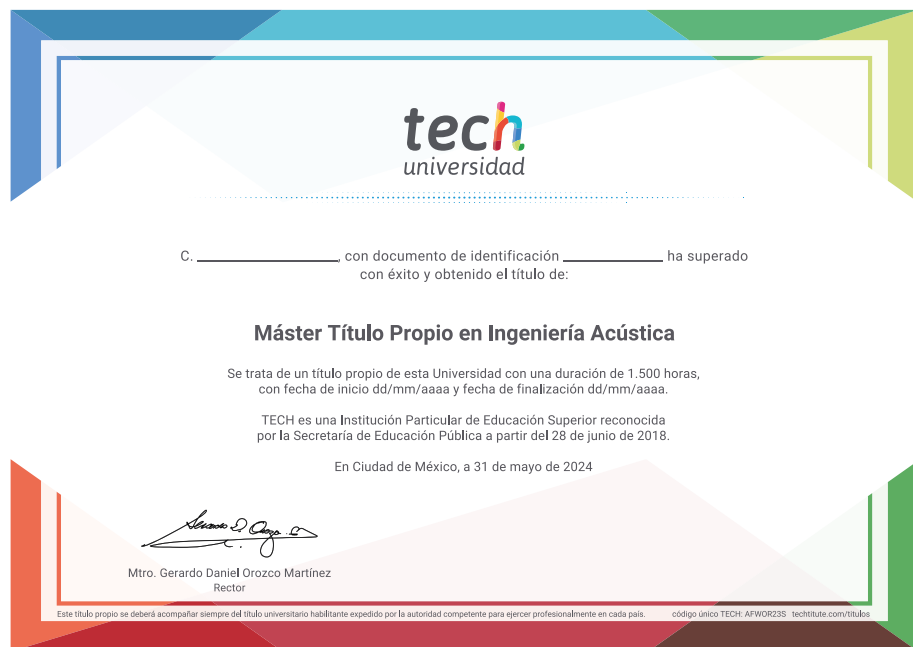 tech
universidad
C. ____________, con documento de identificación ____________ ha superado
con éxito y obtenido el título de:
Máster Título Propio en Ingeniería Acústica
Se trata de un título propio de esta Universidad con una duración de 1.500 horas,
con fecha de inicio dd/mm/aaaa y fecha de finalización dd/mm/aaaa.
TECH es una Institución Particular de Educación Superior reconocida
por la Secretaría de Educación Pública a partir del 28 de junio de 2018.
En Ciudad de México, a 31 de mayo de 2024
Mtro. Gerardo Daniel Orozco Martínez
Rector
Este título propio se deberá acompañar siempre del título universitario habilitante expedido por la autoridad competente para ejercer profesionalmente en cada país. código único TECH: AFWOR23S techtitute.com/titulos